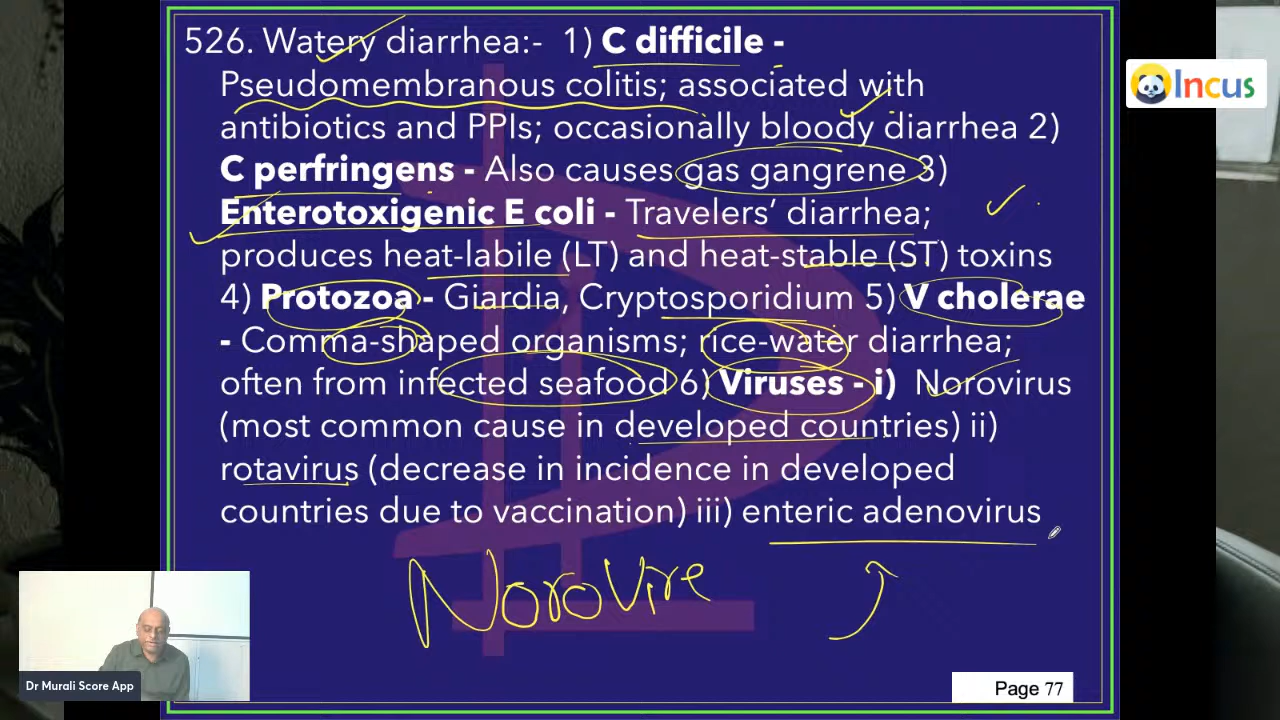 526. Watery diarrhea:- 1) C difficile -
Pseudomembranous colitis; associated with
antibiotics and PPIs; occasionally bloody diarrhea 2)
C perfringens - Also causes gas gangrene 3)
Enterotoxigenic E coli - Travelers’ diarrhea;
produces heat-labile (LT) and heat-stable (ST) toxins
4) Protozoa - Giardia, Cryptosporidium 5) V cholerae
- Comma-shaped organisms; rice-water diarrhea;
often from infected seafood 6) Viruses - i) Norovirus
(most common cause in developed countries) ii)
rotavirus (decrease in incidence in developed
countries due to vaccination) iii) enteric adenovirus
NoroVire
Page 77
Incus
Dr Murali Score App